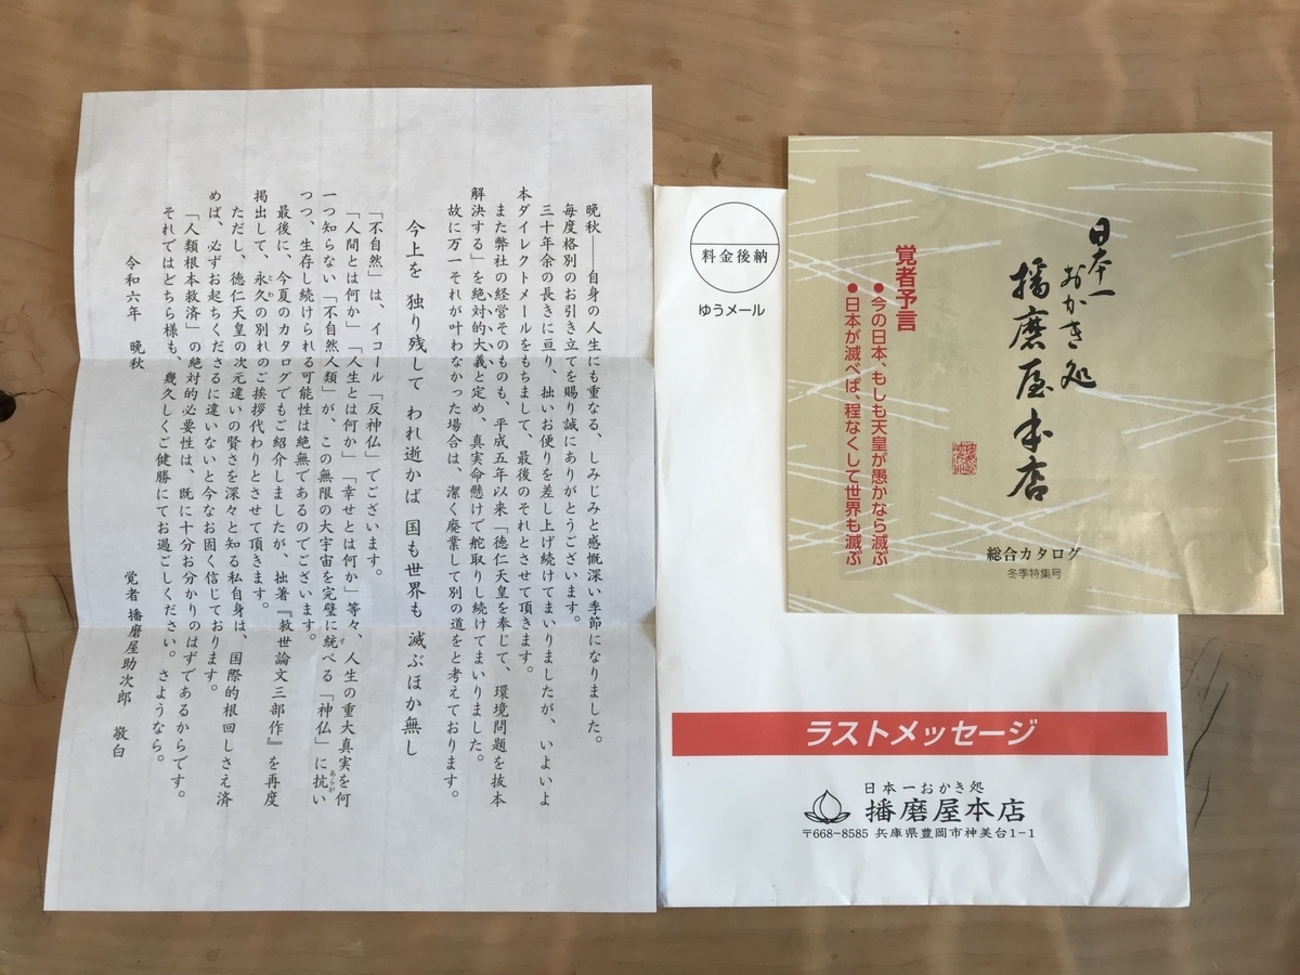 晩秋――自身の人生にも重なる、しみじみと感慨深い季節になりました。
毎度格別のお引き立てを賜り誠にありがとうございます。
三十年余の長きに亘り、拙いお便りを差し上げ続けてまいりましたが、いよいよ
本ダイレクトメールをもちまして、最後のそれとさせて頂きます。
また弊社の経営そのものも、平成五年以来「徳仁天皇を奉じて、環境問題を抜本
解決する」を絶対的大義と定め、真実命懸けで舵取りし続けてまいりました。
故に万一それが叶わなかった場合は、潔く廃業して別の道をと考えております。
今上を 独り残して われ逝かば 国も世界も 滅ぶほか無し
「不自然」は、イコール「反神仏」でございます。
「人間とは何か」「人生とは何か」「幸せとは何か」等々、人生の重大真実を何
一つ知らない「不自然人類」が、この無限の大宇宙を完璧に統べる「神仏」に抗い
つつ、生存し続けられる可能性は絶無であるのでございます。
最後に、今夏のカタログでもご紹介しましたが、拙著『救世論文三部作』を再度
掲出して、永久の別れのご挨拶代わりとさせて頂きます。
ただし、徳仁天皇の次元違いの賢さを深々と知る私自身は、国際的根回しさえ済
めば、必ずお起ちくださるに違いないと今なお固く信じております。
「人類根本救済」の絶対的必要性は、既に十分お分かりのはずであるからです。
それではどちら様も、幾久しくご健勝にてお過ごしください。さようなら。
令和六年 晩秋
覚者 播磨屋助次郎 敬白
料金後納
ゆうメール
日本一
おかき処
播磨屋本店
覚者予言
●今の日本、もしも天皇が愚かなら滅ぶ
●日本が滅べば、程なくして世界も滅ぶ
総合カタログ
冬季特集号
ラストメッセージ
日本一おかき処
播磨屋本店
〒668-8585 兵庫県豊岡市神美台1-1